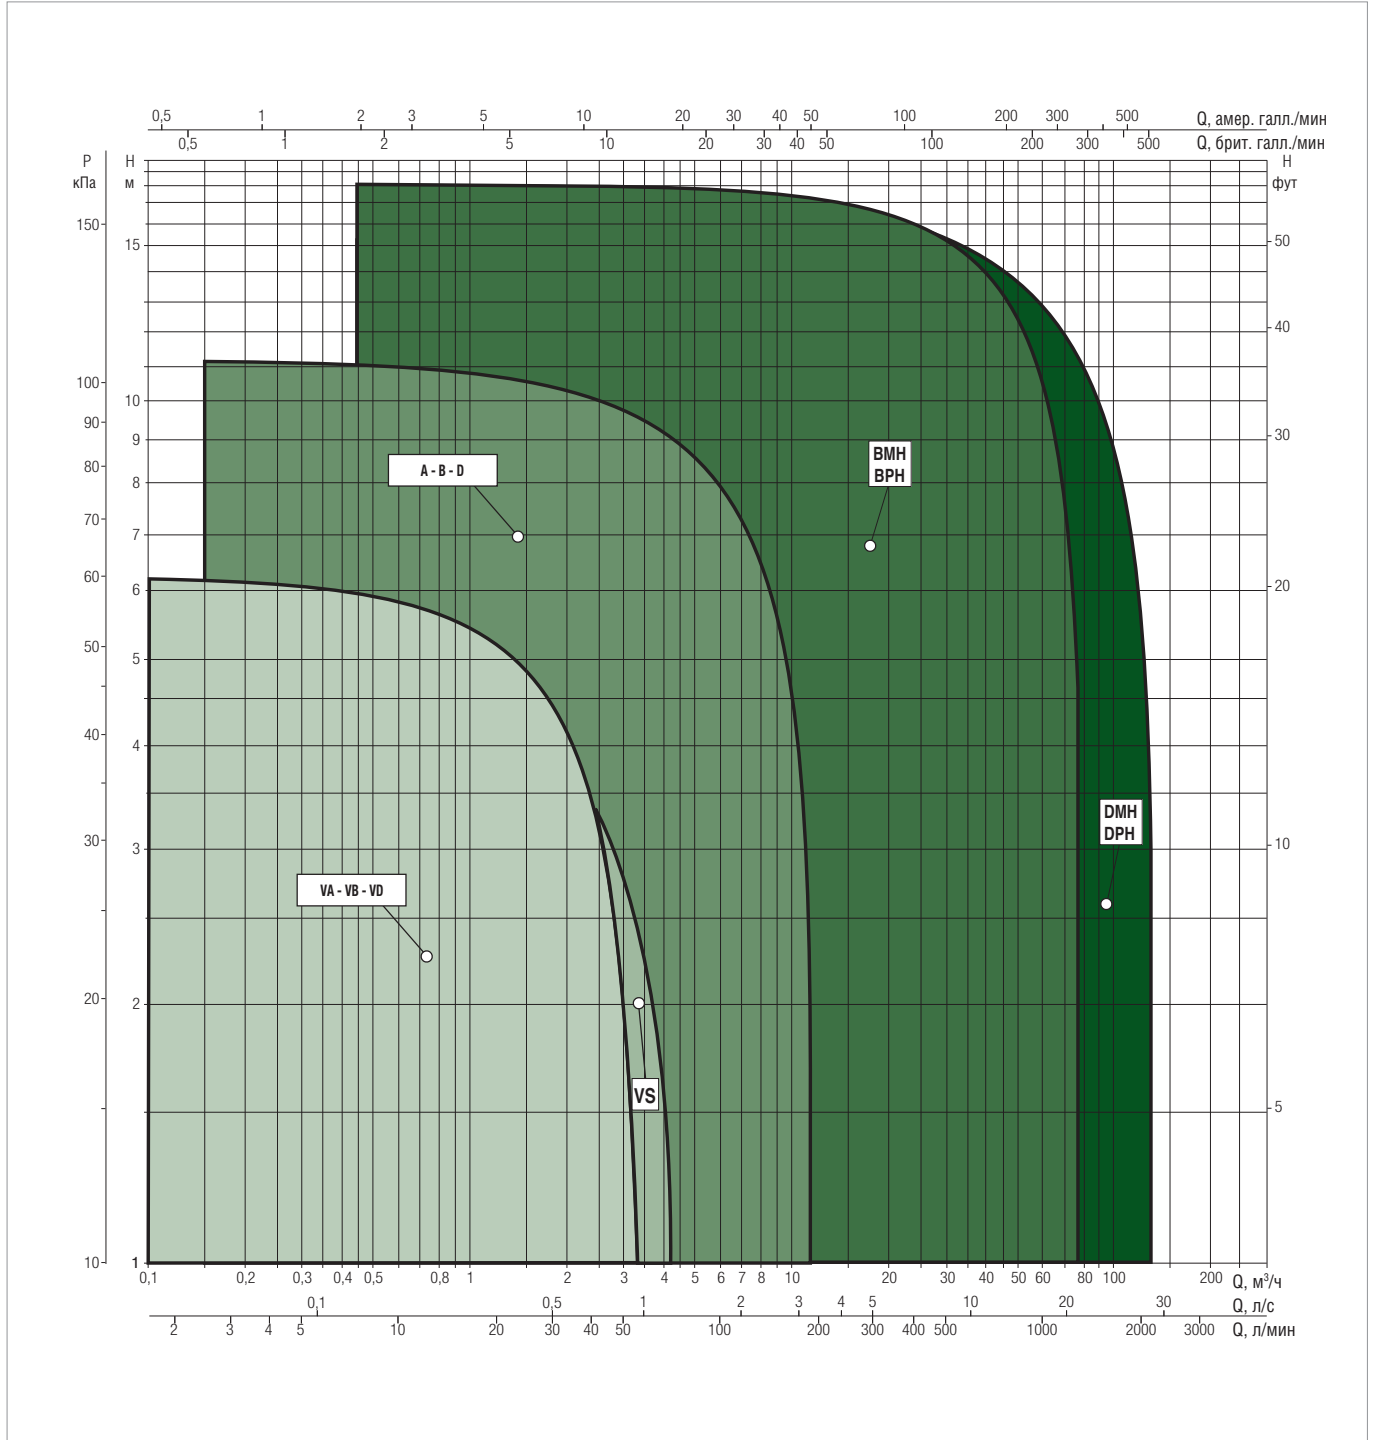 0,5 1 2 3 5 10 20 30 40 50 100 200 300 500 Q, амер. галл./мин
0,5 1 2 3 5 10 20 30 40 50 100 200 300 500 Q, брит. галл./мин
P H H
кПа м фут
150
15 50
40
100
10
90
30
9
BMH
BPH
A - B - D
80
8
70
7
60
6 20
50
5
40
4
DMH
DPH
30
3 10
VA - VB - VD
20
2
VS
5
10 1
0,1 0,2 0,3 0,4 0,5 0,8 1 2 3 4 5 6 7 8 10 20 30 40 50 60 80 100 200 Q, м³/ч
0,1 0,5 1 2 3 4 5 10 20 30 Q, л/с
2 3 4 5 10 20 30 40 50 100 200 300 400 500 1000 2000 3000 Q, л/мин